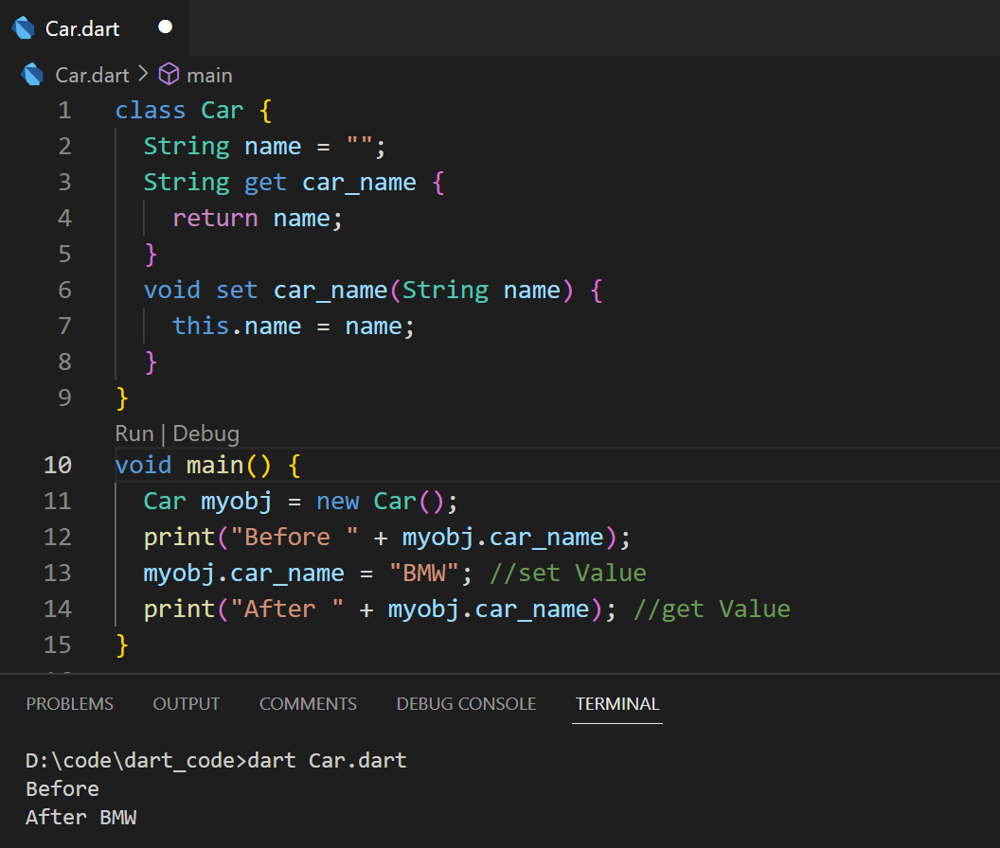 Car.dart
Car.dart > main
1 class Car {
2 String name = "";
3 String get car_name {
4 return name;
5 }
6 void set car_name(String name) {
7 this.name = name;
8 }
9 }
Run | Debug
10 void main() {
11 Car myobj = new Car();
12 print("Before " + myobj.car_name);
13 myobj.car_name = "BMW"; //set Value
14 print("After " + myobj.car_name); //get Value
15 }
PROBLEMS OUTPUT COMMENTS DEBUG CONSOLE TERMINAL
D:\code\dart_code>dart Car.dart
Before
After BMW